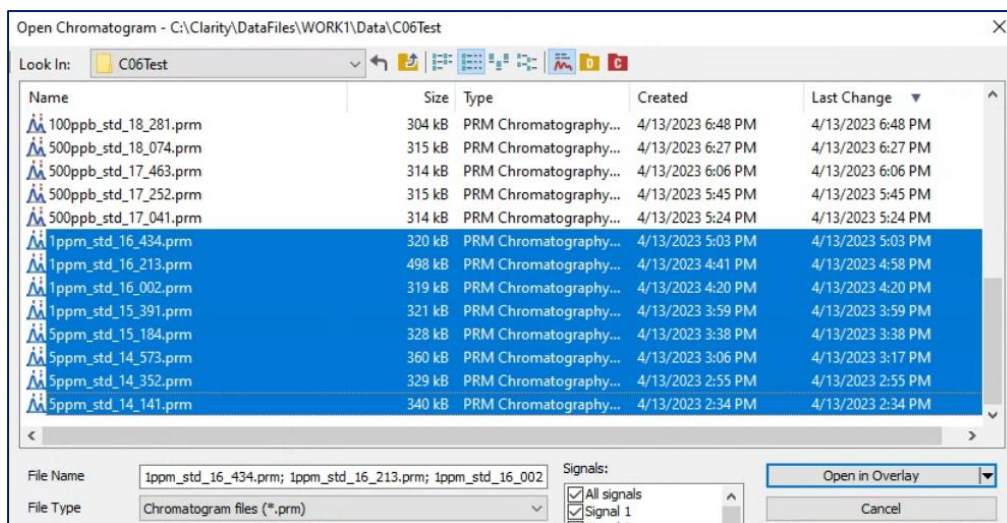 Open Chromatogram - C:\Clarity\DataFiles\WORK1\Data\C06Test
Look In: C06Test
Name Size Type Created Last Change
100ppb_std_18_281.prm 304 kB PRM Chromatography... 4/13/2023 6:48 PM 4/13/2023 6:48 PM
500ppb_std_18_074.prm 315 kB PRM Chromatography... 4/13/2023 6:27 PM 4/13/2023 6:27 PM
500ppb_std_17_463.prm 314 kB PRM Chromatography... 4/13/2023 6:06 PM 4/13/2023 6:06 PM
500ppb_std_17_252.prm 315 kB PRM Chromatography... 4/13/2023 5:45 PM 4/13/2023 5:45 PM
500ppb_std_17_041.prm 314 kB PRM Chromatography... 4/13/2023 5:24 PM 4/13/2023 5:24 PM
1ppm_std_16_434.prm 320 kB PRM Chromatography... 4/13/2023 5:03 PM 4/13/2023 5:03 PM
1ppm_std_16_213.prm 498 kB PRM Chromatography... 4/13/2023 4:41 PM 4/13/2023 4:58 PM
1ppm_std_16_002.prm 319 kB PRM Chromatography... 4/13/2023 4:20 PM 4/13/2023 4:20 PM
1ppm_std_15_391.prm 321 kB PRM Chromatography... 4/13/2023 3:59 PM 4/13/2023 3:59 PM
5ppm_std_15_184.prm 328 kB PRM Chromatography... 4/13/2023 3:38 PM 4/13/2023 3:38 PM
5ppm_std_14_573.prm 360 kB PRM Chromatography... 4/13/2023 3:06 PM 4/13/2023 3:17 PM
5ppm_std_14_352.prm 329 kB PRM Chromatography... 4/13/2023 2:55 PM 4/13/2023 2:55 PM
5ppm_std_14_141.prm 340 kB PRM Chromatography... 4/13/2023 2:34 PM 4/13/2023 2:34 PM
File Name 1ppm_std_16_434.prm; 1ppm_std_16_213.prm; 1ppm_std_16_002 Signals: Open in Overlay
All signals
File Type Chromatogram files (*.prm) Signal 1 Cancel